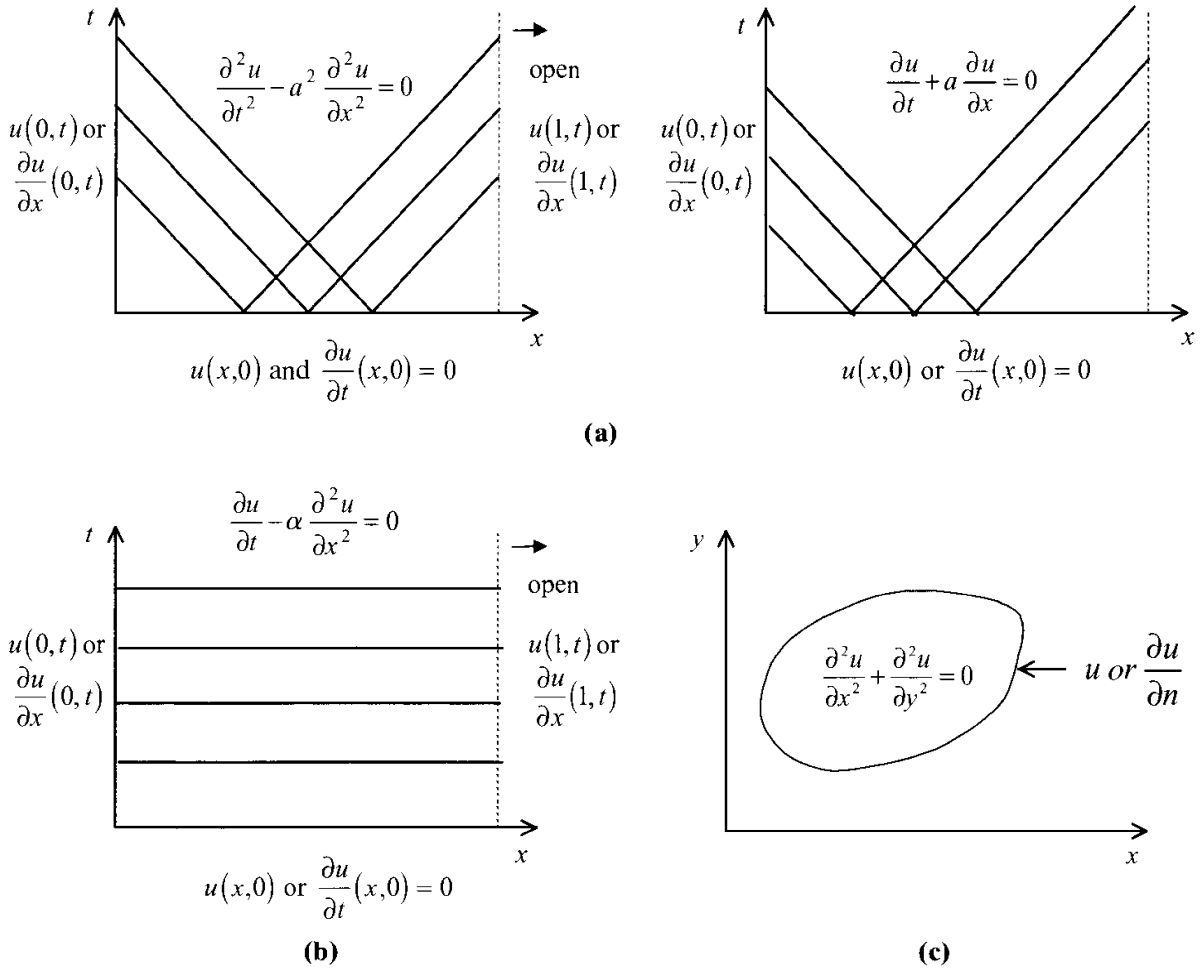 t
∂²u/∂t² − a² ∂²u/∂x² = 0
open
u(0, t) or
∂u/∂x (0, t)
u(1, t) or
∂u/∂x (1, t)
x
u(x,0) and ∂u/∂t (x,0) = 0
t
∂u/∂t + a ∂u/∂x = 0
u(0, t) or
∂u/∂x (0, t)
x
u(x,0) or ∂u/∂t (x,0) = 0
(a)
∂u/∂t − α ∂²u/∂x² = 0
t
open
u(0, t) or
∂u/∂x (0, t)
u(1, t) or
∂u/∂x (1, t)
x
u(x,0) or ∂u/∂t (x,0) = 0
(b)
y
∂²u/∂x² + ∂²u/∂y² = 0
u or ∂u/∂n
x
(c)